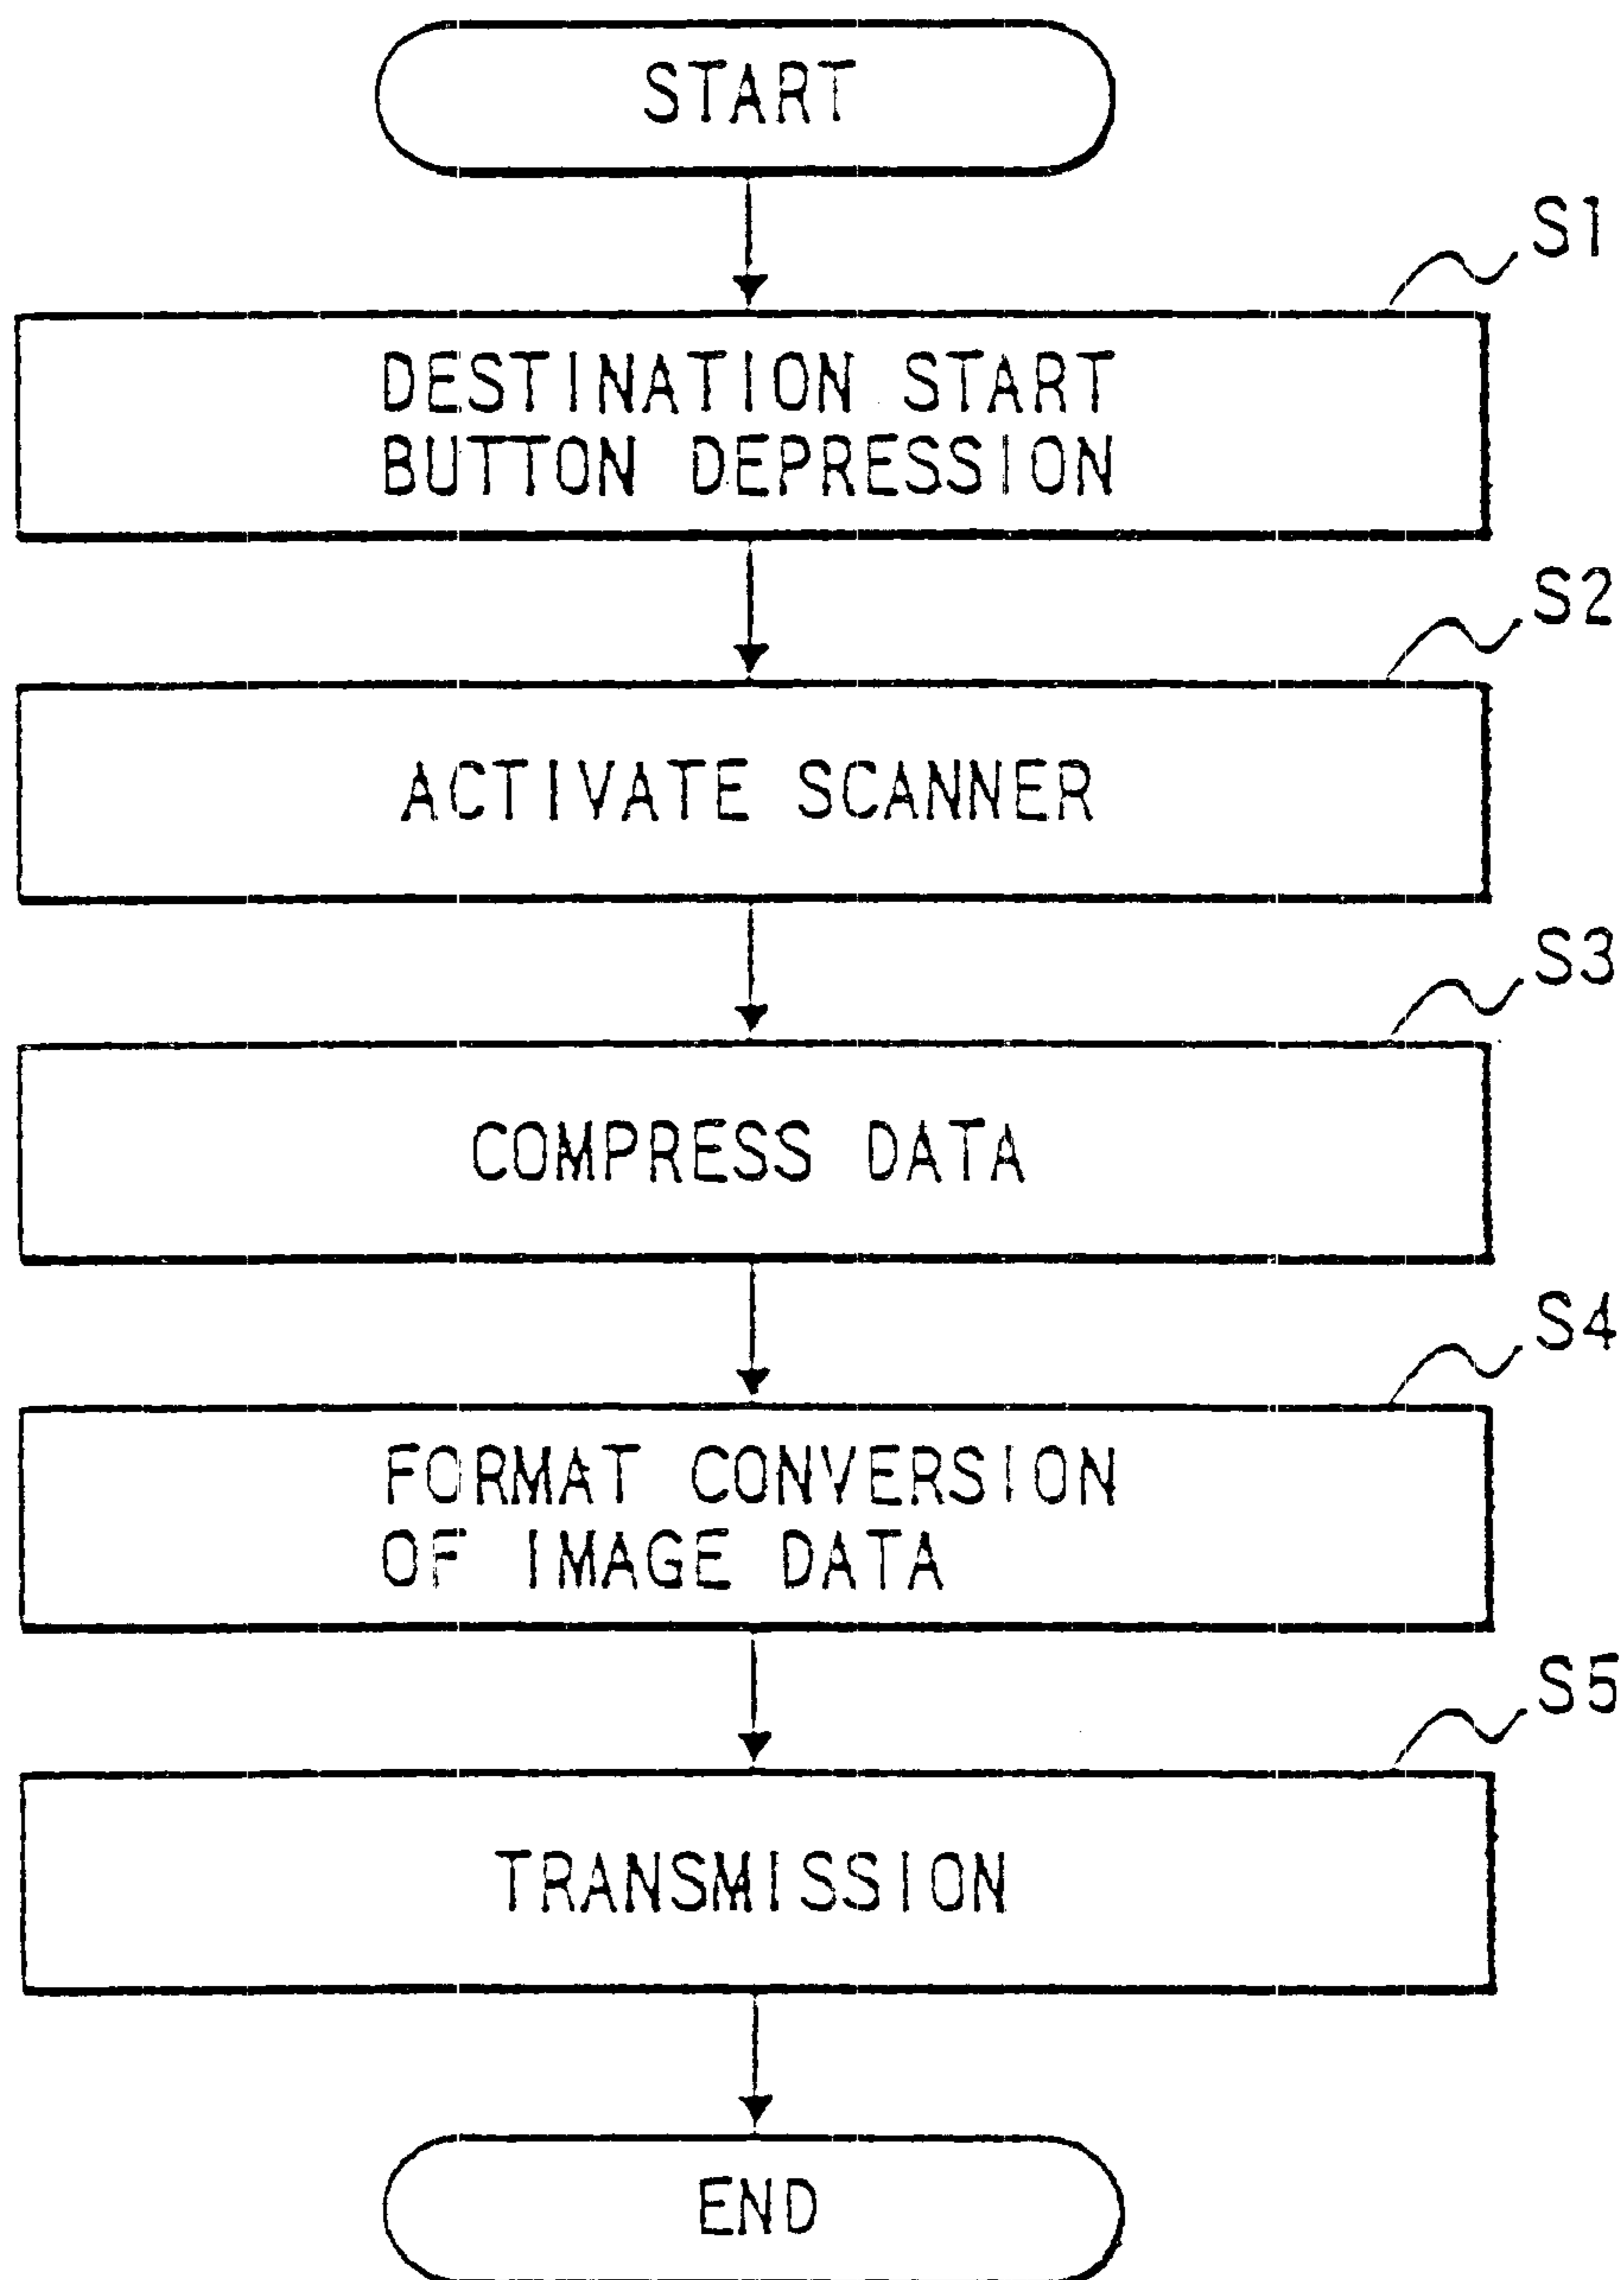 START
S1
DESTINATION START
BUTTON DEPRESSION
S2
ACTIVATE SCANNER
S3
COMPRESS DATA
S4
FORMAT CONVERSION
OF IMAGE DATA
S5
TRANSMISSION
END